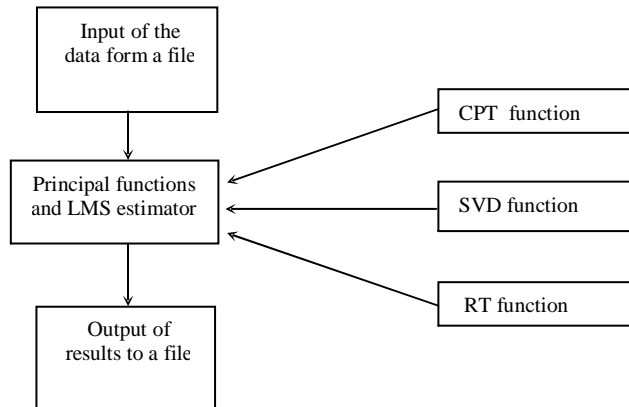 Input of the
data form a file
CPT function
Principal functions
and LMS estimator
SVD function
RT function
Output of
results to a file